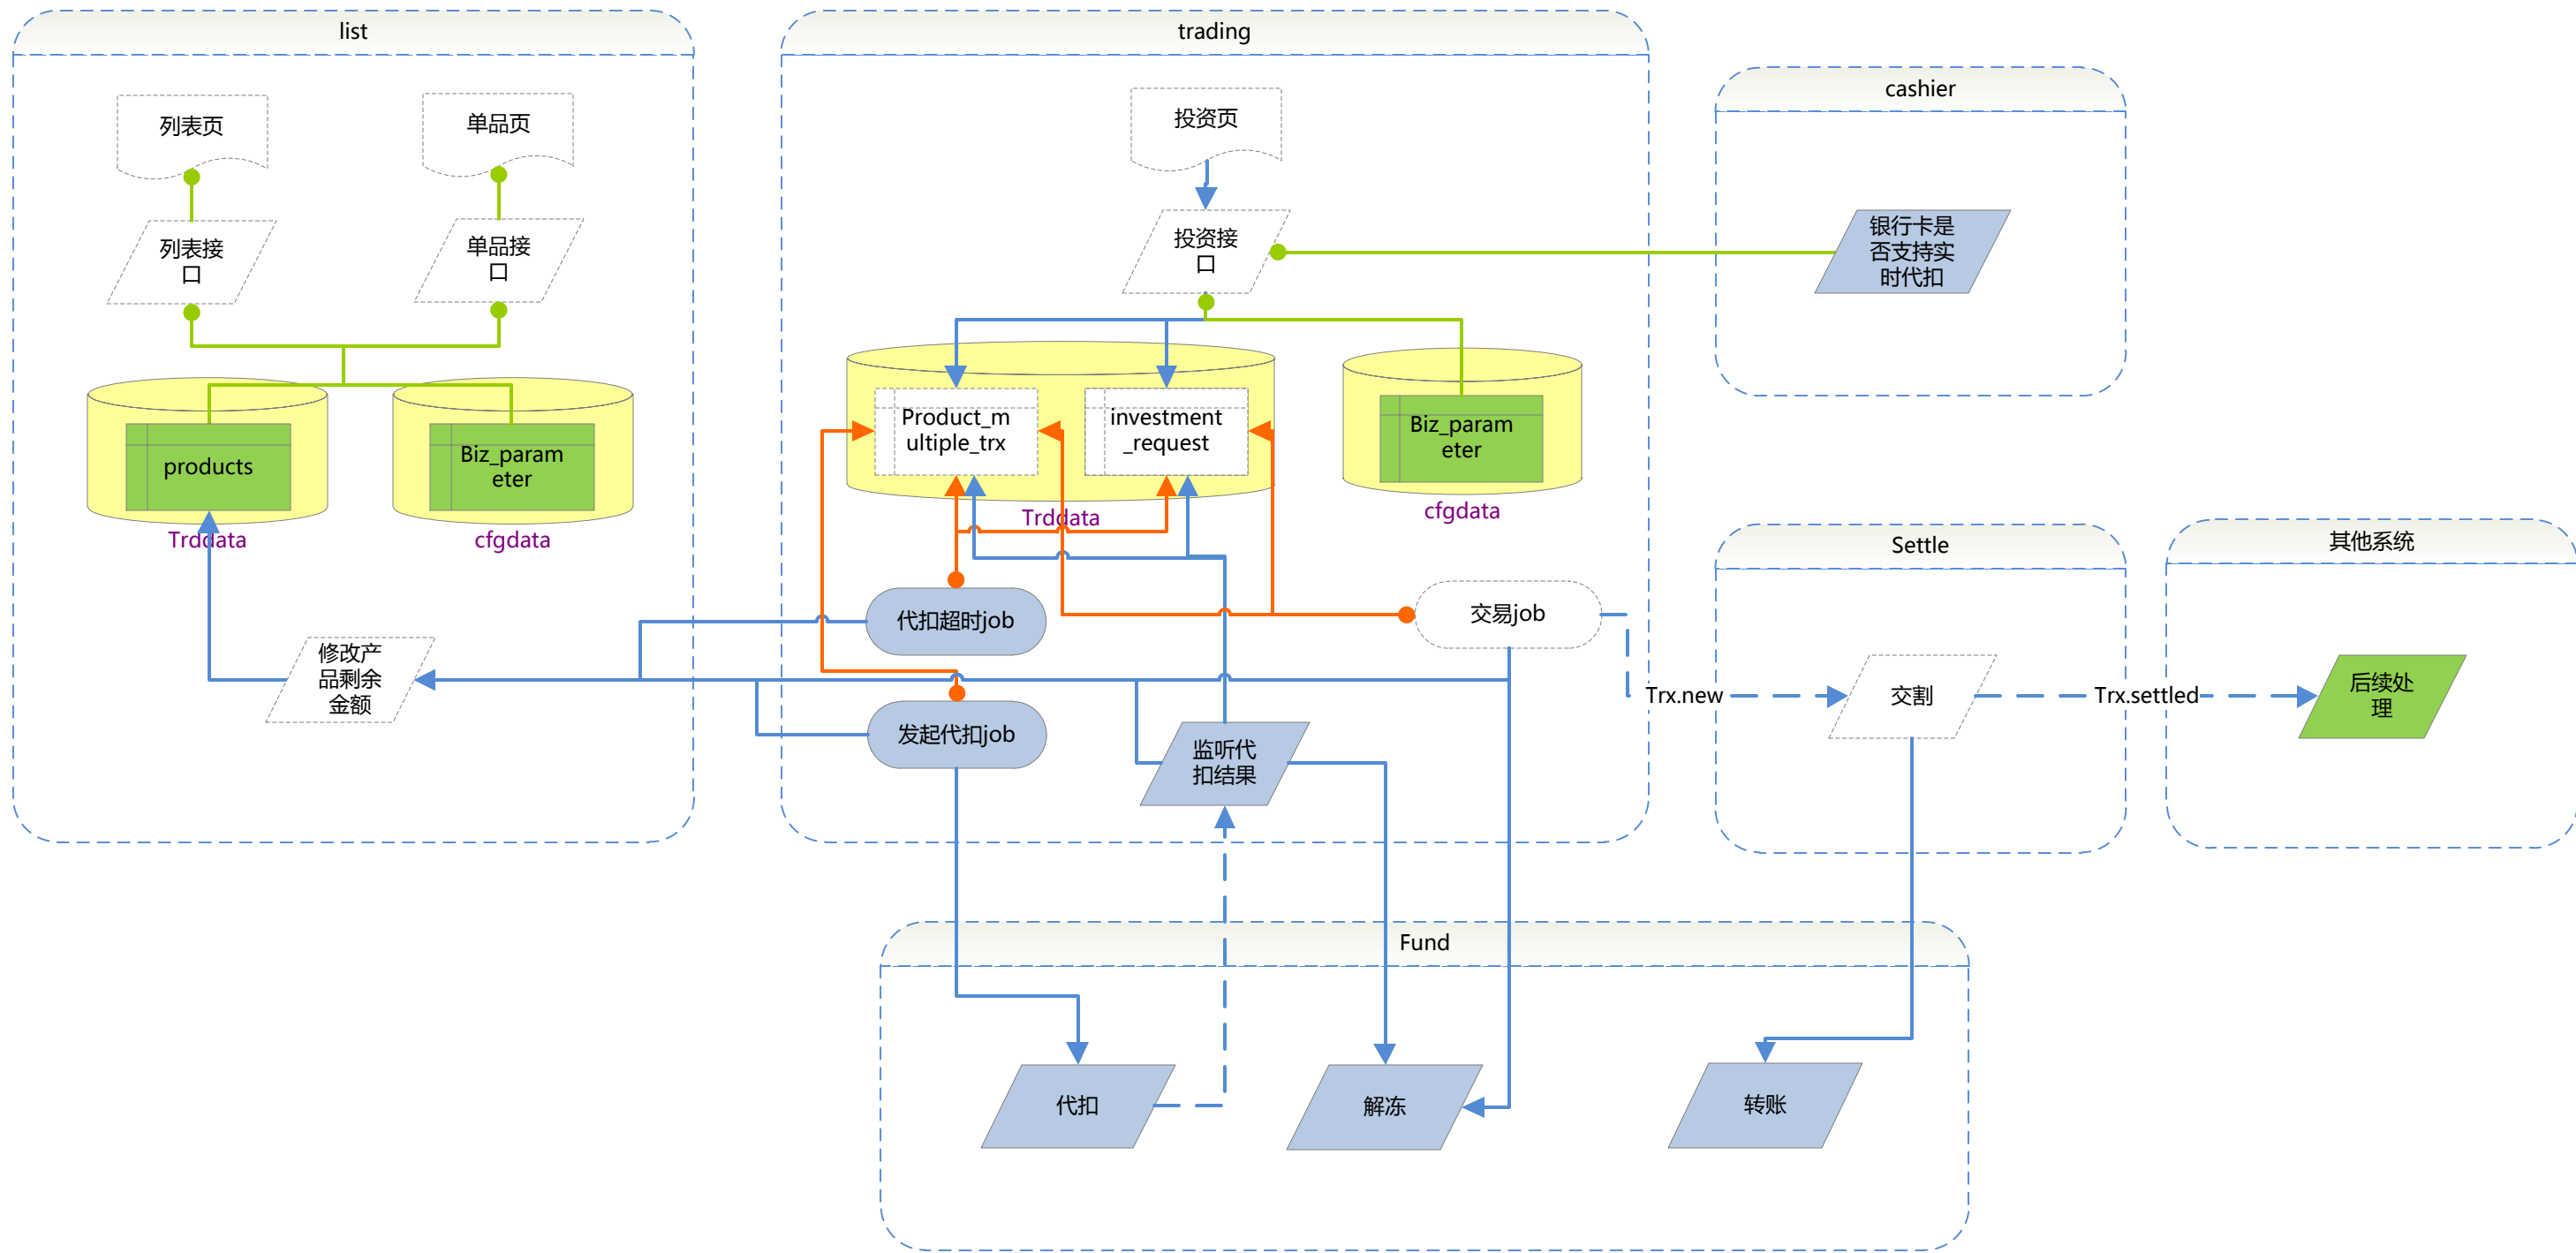 list
列表页
单品页
列表接
口
单品接
口
products
Biz_param
eter
Trddata
cfgdata
修改产
品剩余
金额
trading
投资页
投资接
口
Product_m
ultiple_trx
investment
_request
Biz_param
eter
Trddata
cfgdata
代扣超时job
交易job
发起代扣job
监听代
扣结果
cashier
银行卡是
否支持实
时代扣
Settle
Trx.new
交割
Trx.settled
其他系统
后续处
理
Fund
代扣
解冻
转账